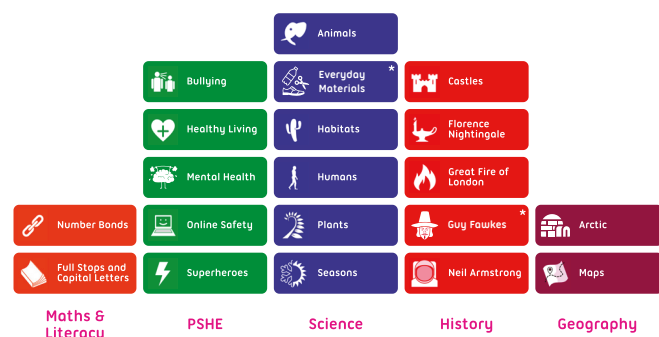 Animals
Bullying
Everyday
Materials
*
Castles
Healthy Living
Habitats
Florence
Nightingale
Mental Health
Humans
Great Fire of
London
Number Bonds
Online Safety
Plants
Guy Fawkes
*
Arctic
Full Stops and
Capital Letters
Superheroes
Seasons
Neil Armstrong
Maps
Maths &
Literacy
PSHE
Science
History
Geography